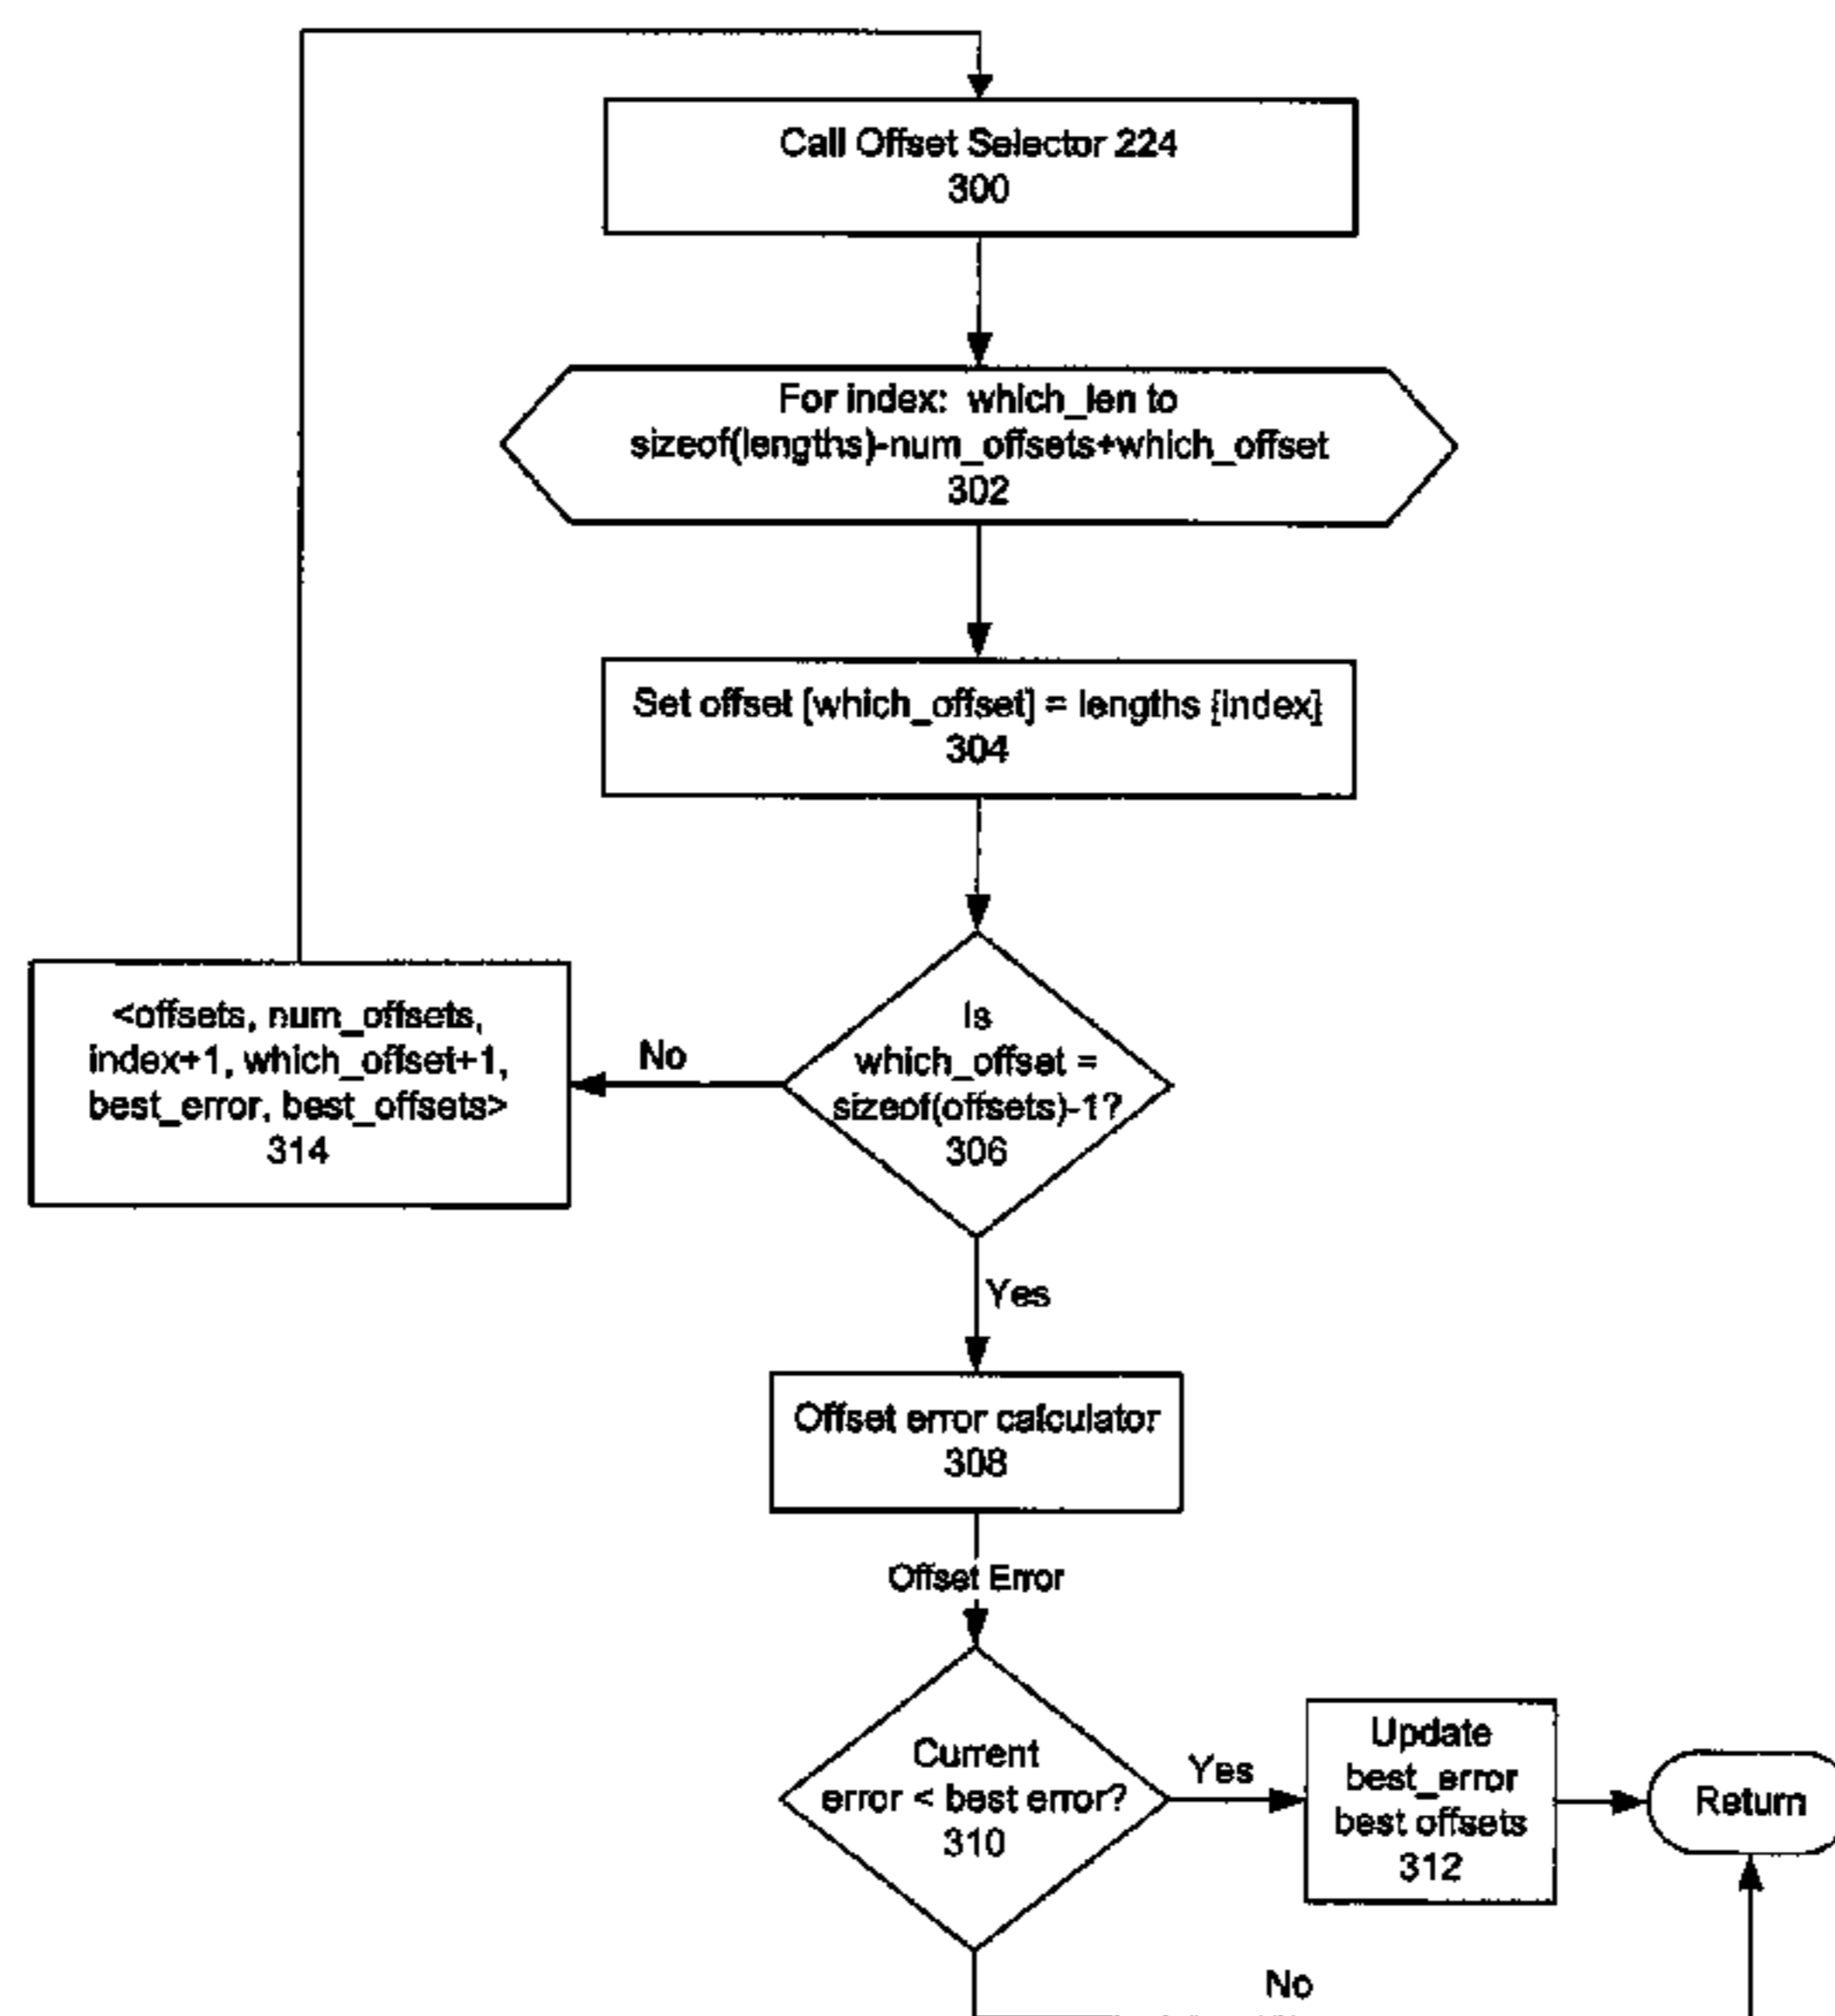 Call Offset Selector 224
300
For index: which_len to
sizeof(lengths)-num_offsets+which_offset
302
Set offset [which_offset] = lengths [index]
304
Is
which_offset =
sizeof(offsets)-1?
306
No
<offsets, num_offsets,
index+1, which_offset+1,
best_error, best_offsets>
314
Yes
Offset error calculator
308
Offset Error
Current
error < best error?
310
Yes
Update
best_error
best offsets
312
Return
No